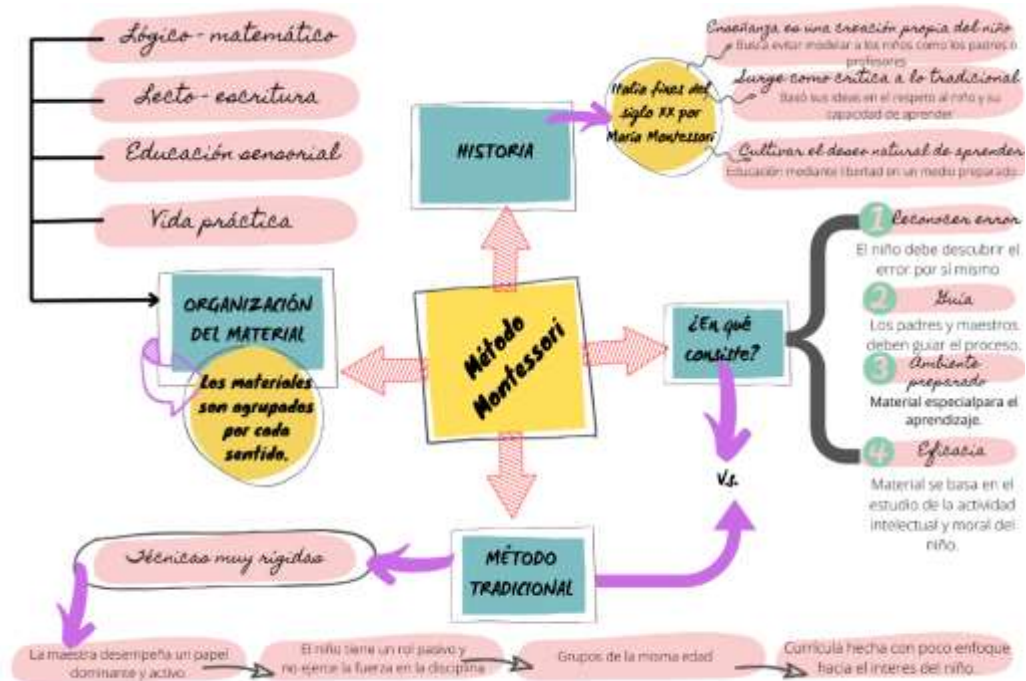 Lógico - matemático
Lecto - escritura
Educación sensorial
Vida práctica
ORGANIZACIÓN
DEL MATERIAL
Los materiales
son agrupados
por cada
sentido.
HISTORIA
Italia fines del
siglo XX por
María Montessori
Enseñanza es una creación propia del niño
Busca evitar modelar a los niños como los padres o
profesores
Surge como crítica a lo tradicional
Basó sus ideas en el respeto al niño y su
capacidad de aprender
Cultivar el deseo natural de aprender
Educación mediante libertad en un medio preparado.
Método
Montessori
¿En qué
consiste?
1 Reconocer error
El niño debe descubrir el
error por sí mismo
2 Guía
Los padres y maestros
deben guiar el proceso.
3 Ambiente
preparado
Material especialpara el
aprendizaje.
4 Eficacia
Material se basa en el
estudio de la actividad
intelectual y moral del
niño.
Vs.
MÉTODO
TRADICIONAL
Técnicas muy rígidas
La maestra desempeña un papel
dominante y activo
El niño tiene un rol pasivo y
no ejerce la fuerza en la disciplina
Grupos de la misma edad
Currículá hecha con poco enfoque
hacia el interes del niño